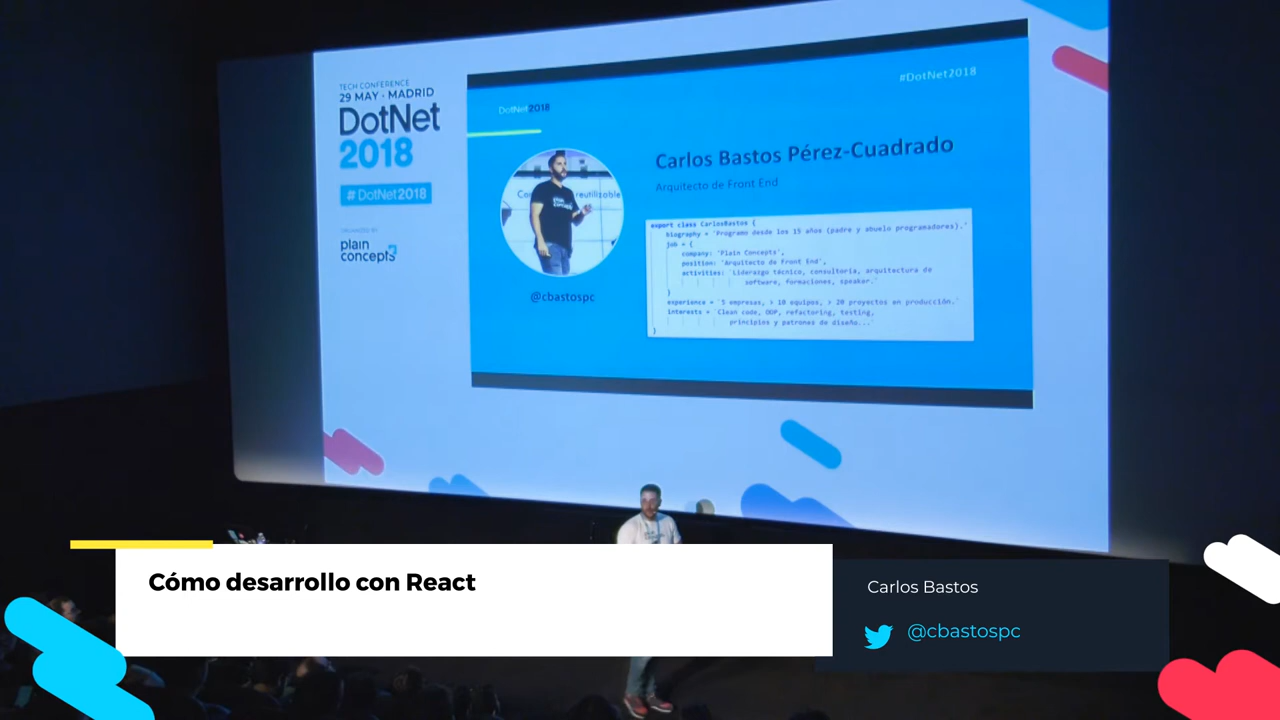 TECH CONFERENCE
29 MAY · MADRID
DotNet
2018
#DotNet2018
ORGANIZED BY
plain
concepts
#DotNet2018
DotNet2018
Carlos Bastos Pérez-Cuadrado
Arquitecto de Front End
reutilizable
@cbastospc
export class CarlosBastos {
biography = 'Programo desde los 15 años (padre y abuelo programadores).'
job = {
company: 'Plain Concepts',
position: 'Arquitecto de Front End',
activities: `Liderazgo técnico, consultoría, arquitectura de
software, formaciones, speaker.`
}
experience = '5 empresas, > 10 equipos, > 20 proyectos en producción.'
interests = `Clean code, OOP, refactoring, testing,
principios y patrones de diseño...`
}
Cómo desarrollo con React
Carlos Bastos
@cbastospc